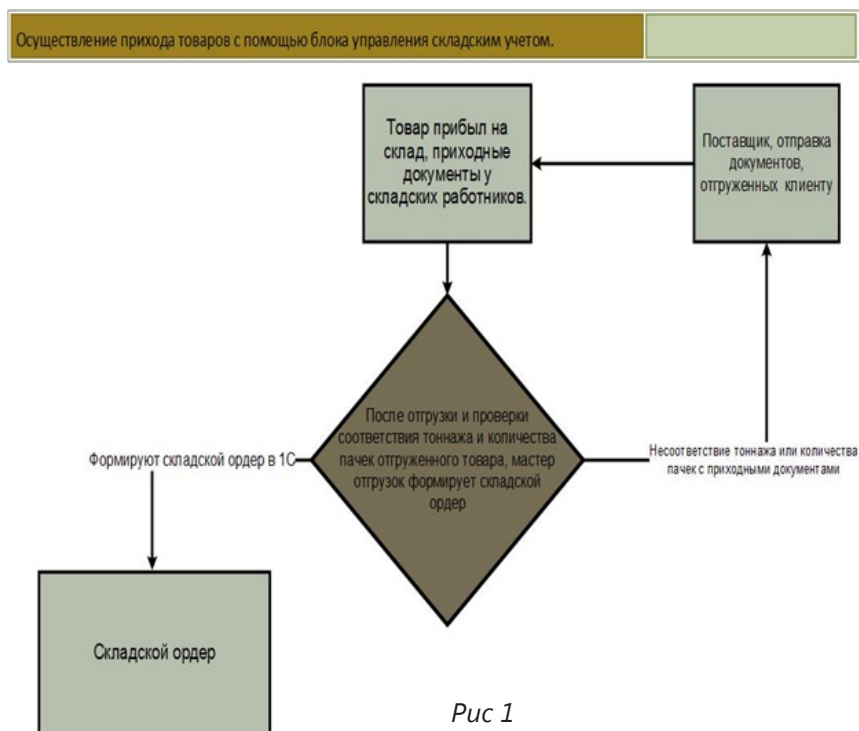 Осуществление прихода товаров с помощью блока управления складским учетом.
Товар прибыл на
склад, приходные
документы у
складских работников.
Поставщик, отправка
документов,
отгруженных клиенту
После отгрузки и проверки
соответствия тоннажа и количества
пачек отгруженного товара, мастер
отгрузок формирует складской
ордер
Формируют складской ордер в 1С
Несоответствие тоннажа или количества
пачек с приходными документами
Складской ордер
Рис 1